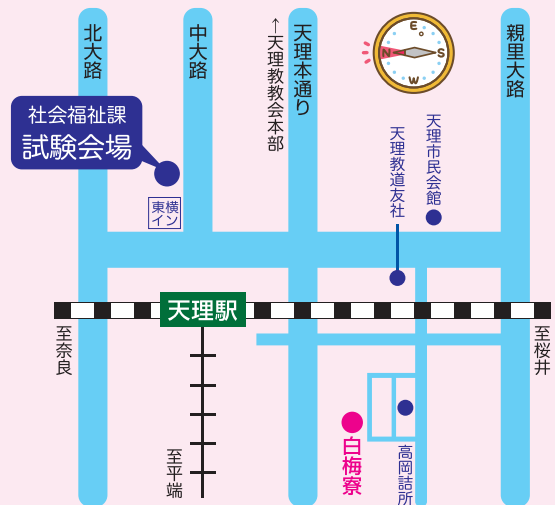 北大路
中大路
←天理教教会本部
天理本通り
E
N
S
W
親里大路
社会福祉課
試験会場
東横
イン
天理教道友社
天理市民会館
天理駅
至奈良
至桜井
至平端
白梅寮
高岡詰所